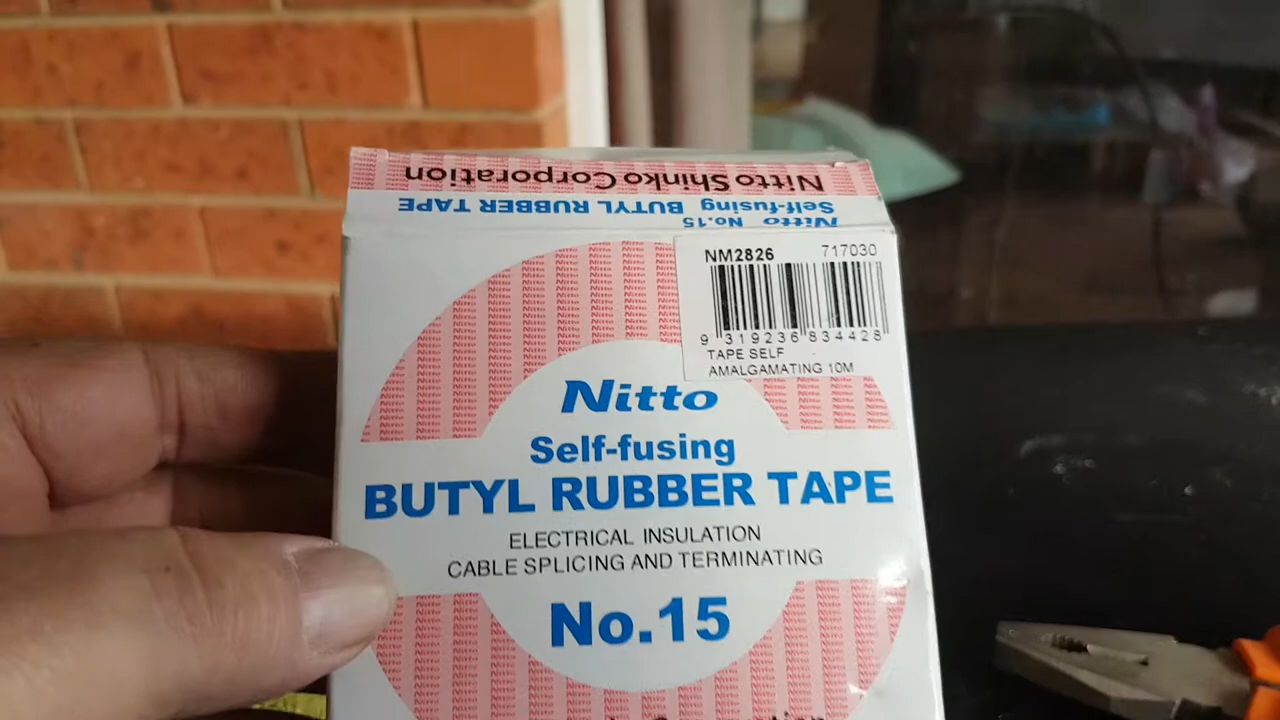 Nitto Shinko Corporation
Self-fusing BUTYL RUBBER TAPE
Nitto No.15
NM2826 717030
9 319236 834428
TAPE SELF
AMALGAMATING 10M
Nitto
Self-fusing
BUTYL RUBBER TAPE
ELECTRICAL INSULATION
CABLE SPLICING AND TERMINATING
No.15